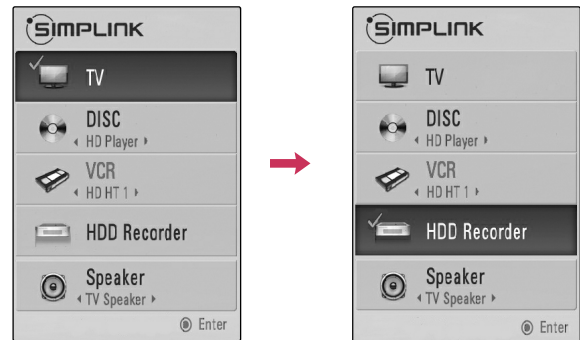 SIMPLINK
TV
DISC
◀ HD Player ▶
VCR
◀ HD HT 1 ▶
HDD Recorder
Speaker
◀ TV Speaker ▶
◉ Enter
SIMPLINK
TV
DISC
◀ HD Player ▶
VCR
◀ HD HT 1 ▶
HDD Recorder
Speaker
◀ TV Speaker ▶
◉ Enter